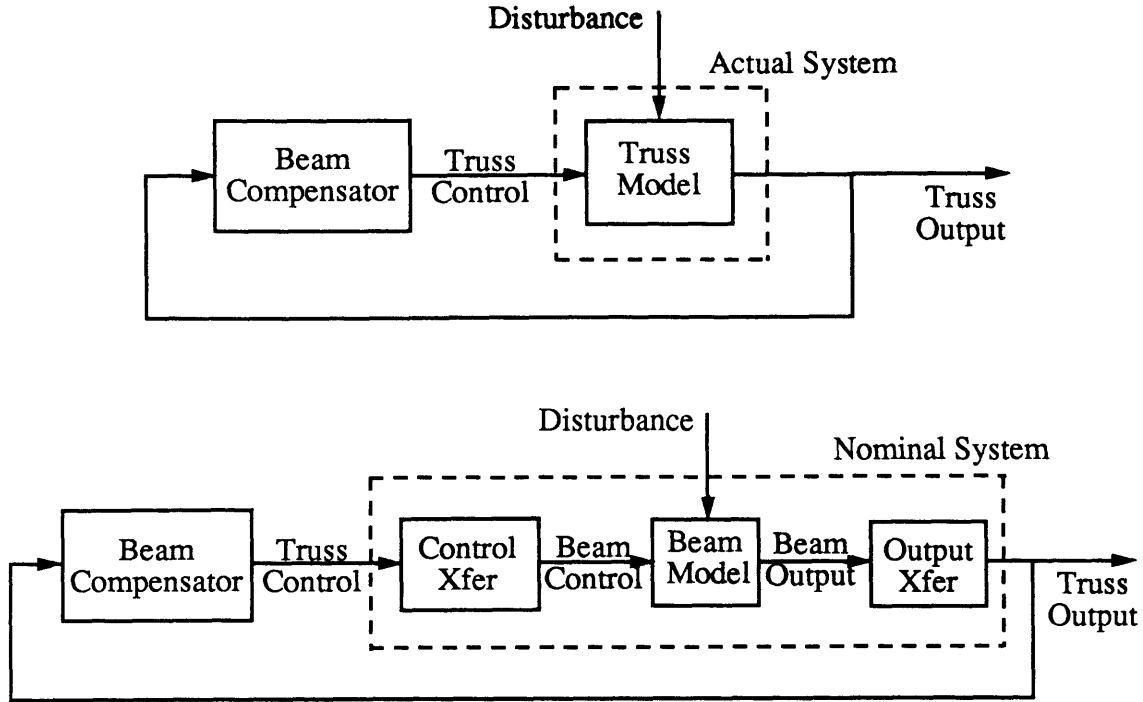 Disturbance
Actual System
Beam
Compensator
Truss
Control
Truss
Model
Truss
Output
Disturbance
Nominal System
Beam
Compensator
Truss
Control
Control
Xfer
Beam
Control
Beam
Model
Beam
Output
Output
Xfer
Truss
Output